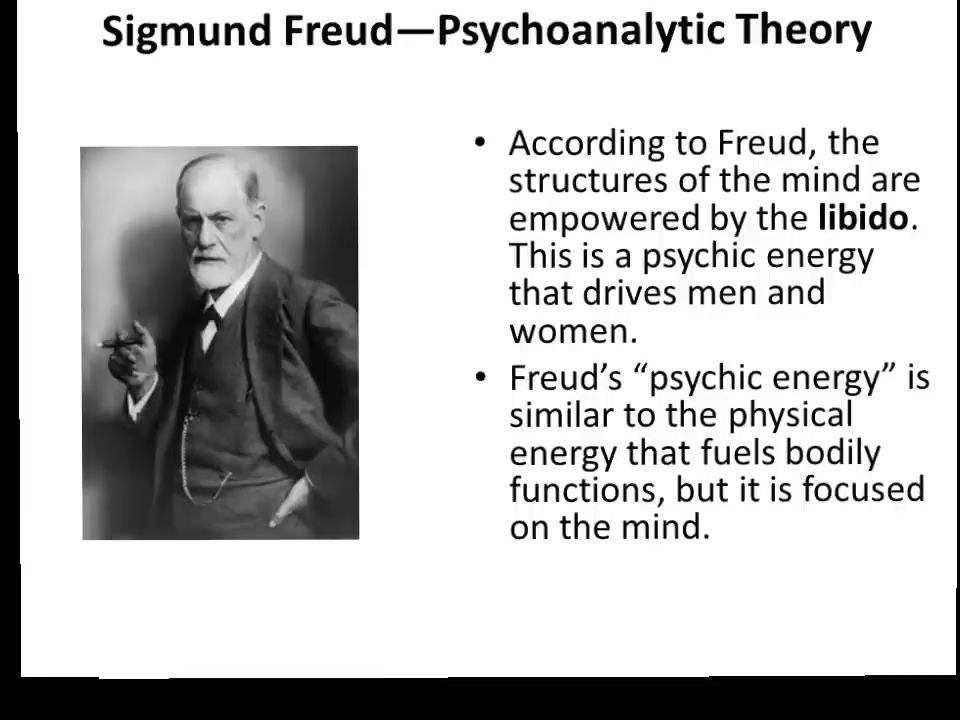 Sigmund Freud—Psychoanalytic Theory
• According to Freud, the
structures of the mind are
empowered by the libido.
This is a psychic energy
that drives men and
women.
• Freud’s “psychic energy” is
similar to the physical
energy that fuels bodily
functions, but it is focused
on the mind.